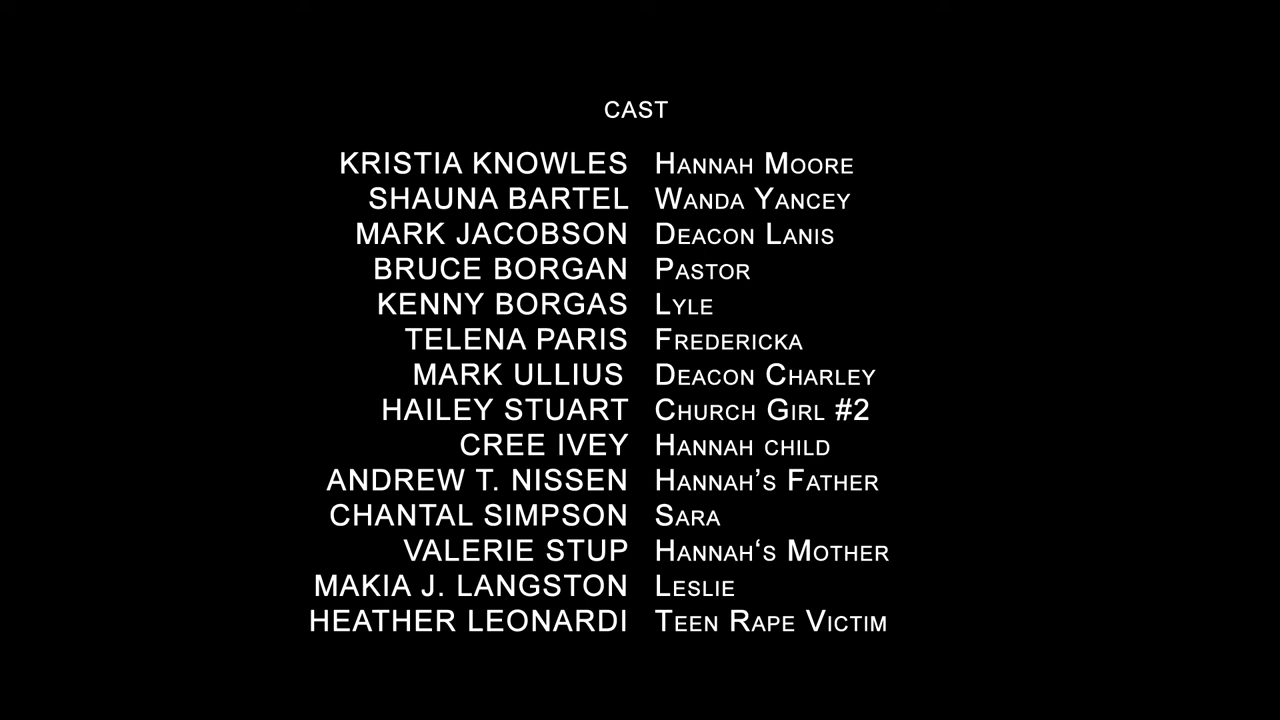 CAST
KRISTIA KNOWLES Hannah Moore
SHAUNA BARTEL Wanda Yancey
MARK JACOBSON Deacon Lanis
BRUCE BORGAN Pastor
KENNY BORGAS Lyle
TELENA PARIS Fredericka
MARK ULLIUS Deacon Charley
HAILEY STUART Church Girl #2
CREE IVEY Hannah child
ANDREW T. NISSEN Hannah’s Father
CHANTAL SIMPSON Sara
VALERIE STUP Hannah‘s Mother
MAKIA J. LANGSTON Leslie
HEATHER LEONARDI Teen Rape Victim